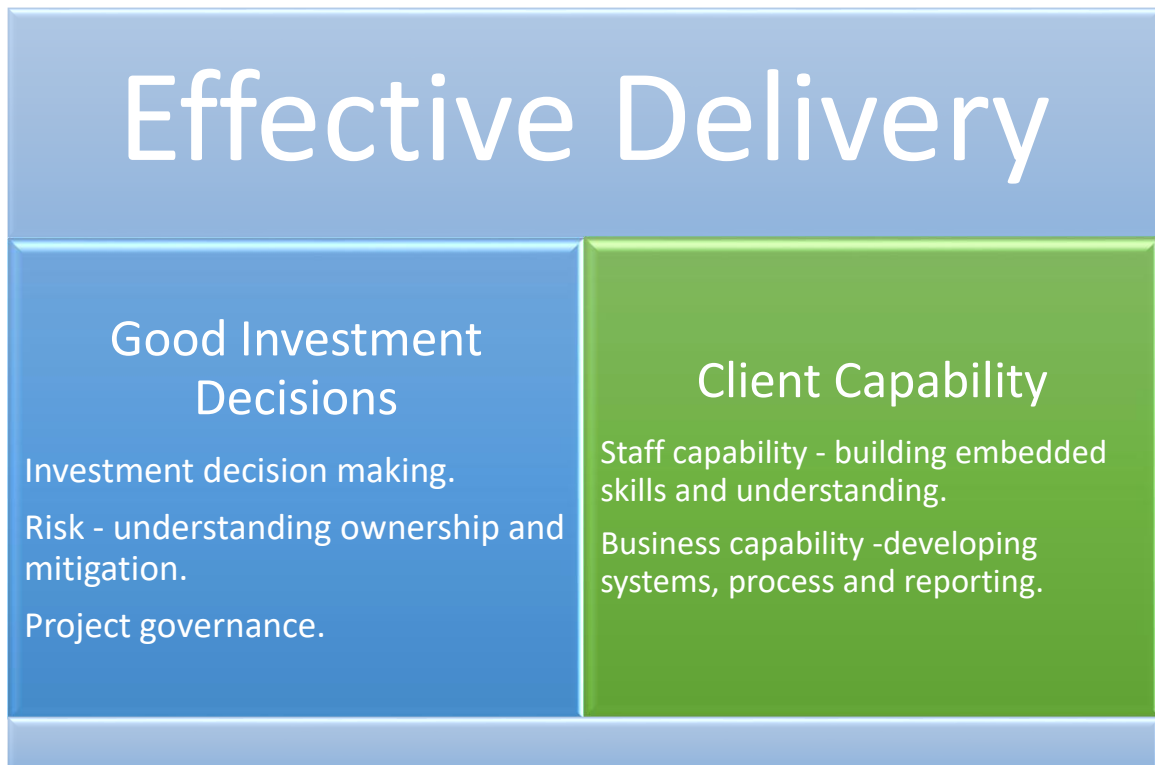 Effective Delivery
Good Investment
Decisions
Investment decision making.
Risk - understanding ownership and
mitigation.
Project governance.
Client Capability
Staff capability - building embedded
skills and understanding.
Business capability -developing
systems, process and reporting.